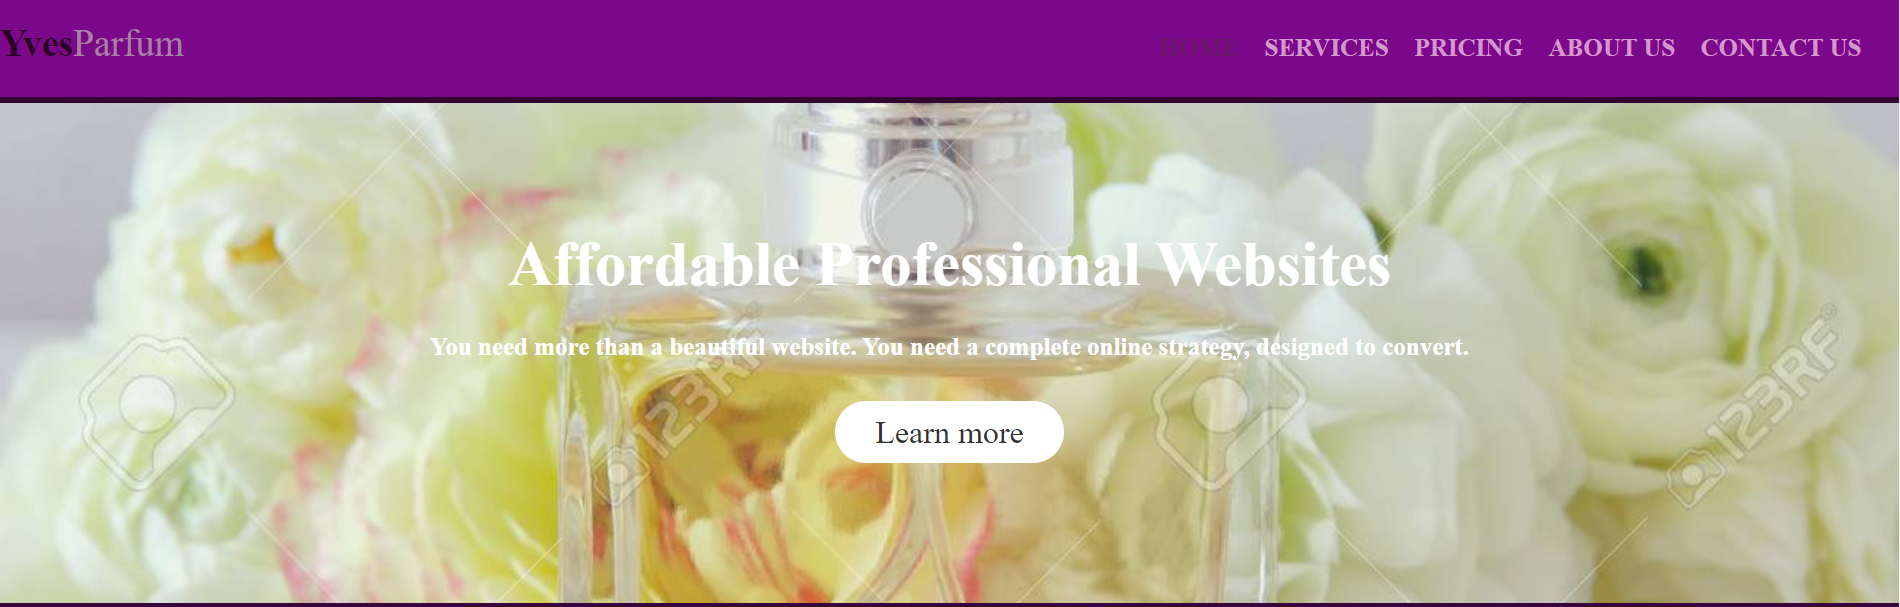 YvesParfum
HOME SERVICES PRICING ABOUT US CONTACT US
Affordable Professional Websites
You need more than a beautiful website. You need a complete online strategy, designed to convert.
Learn more
123RF®
123RF®